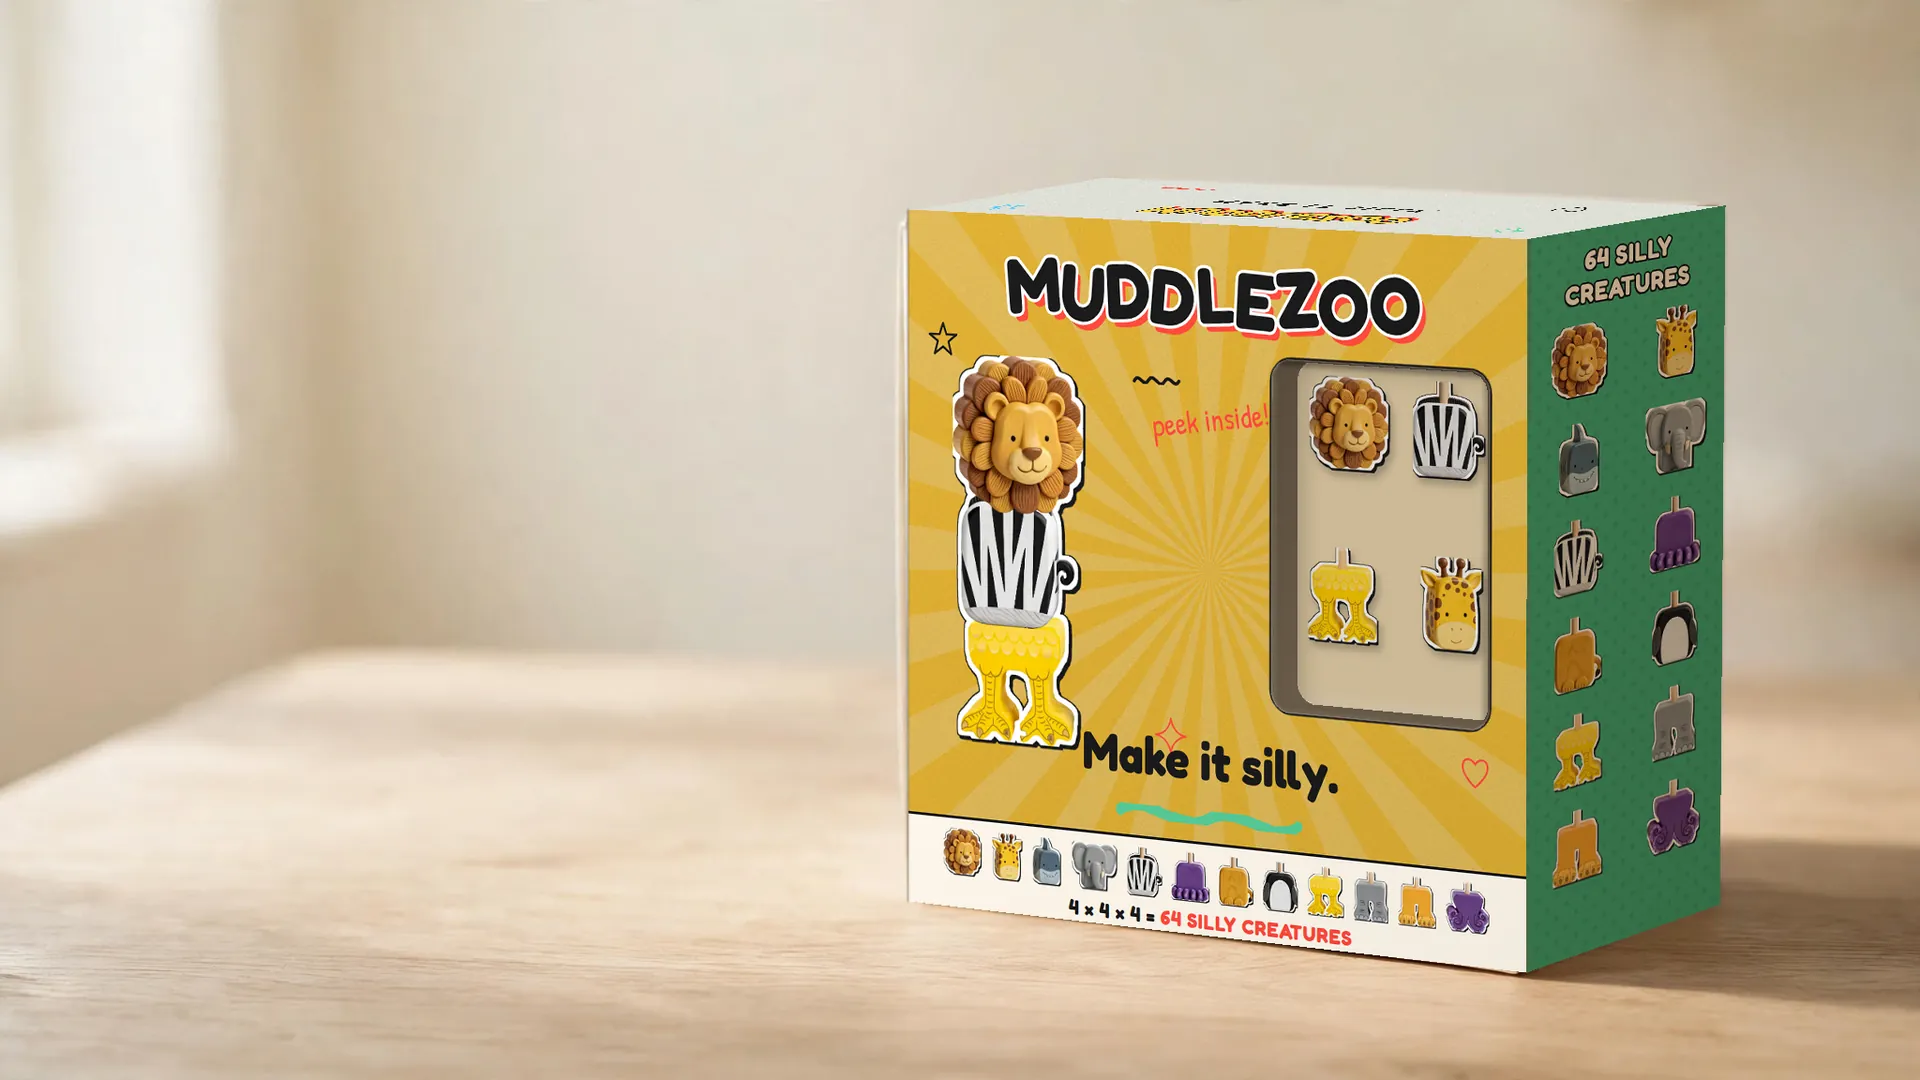 MUDDLEZOO
peek inside!
Make it silly.
4 x 4 x 4 = 64 SILLY CREATURES
64 SILLY
CREATURES